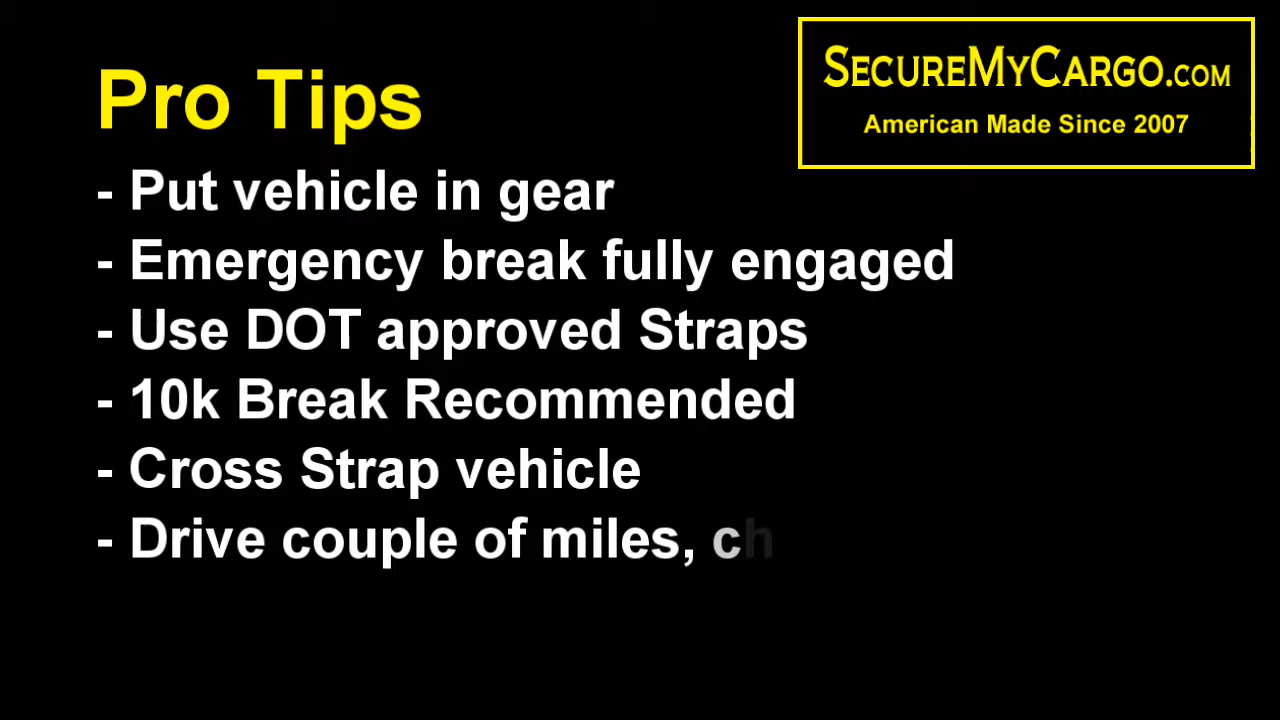 Pro Tips
SecureMyCargo.com
American Made Since 2007
- Put vehicle in gear
- Emergency break fully engaged
- Use DOT approved Straps
- 10k Break Recommended
- Cross Strap vehicle
- Drive couple of miles, ch